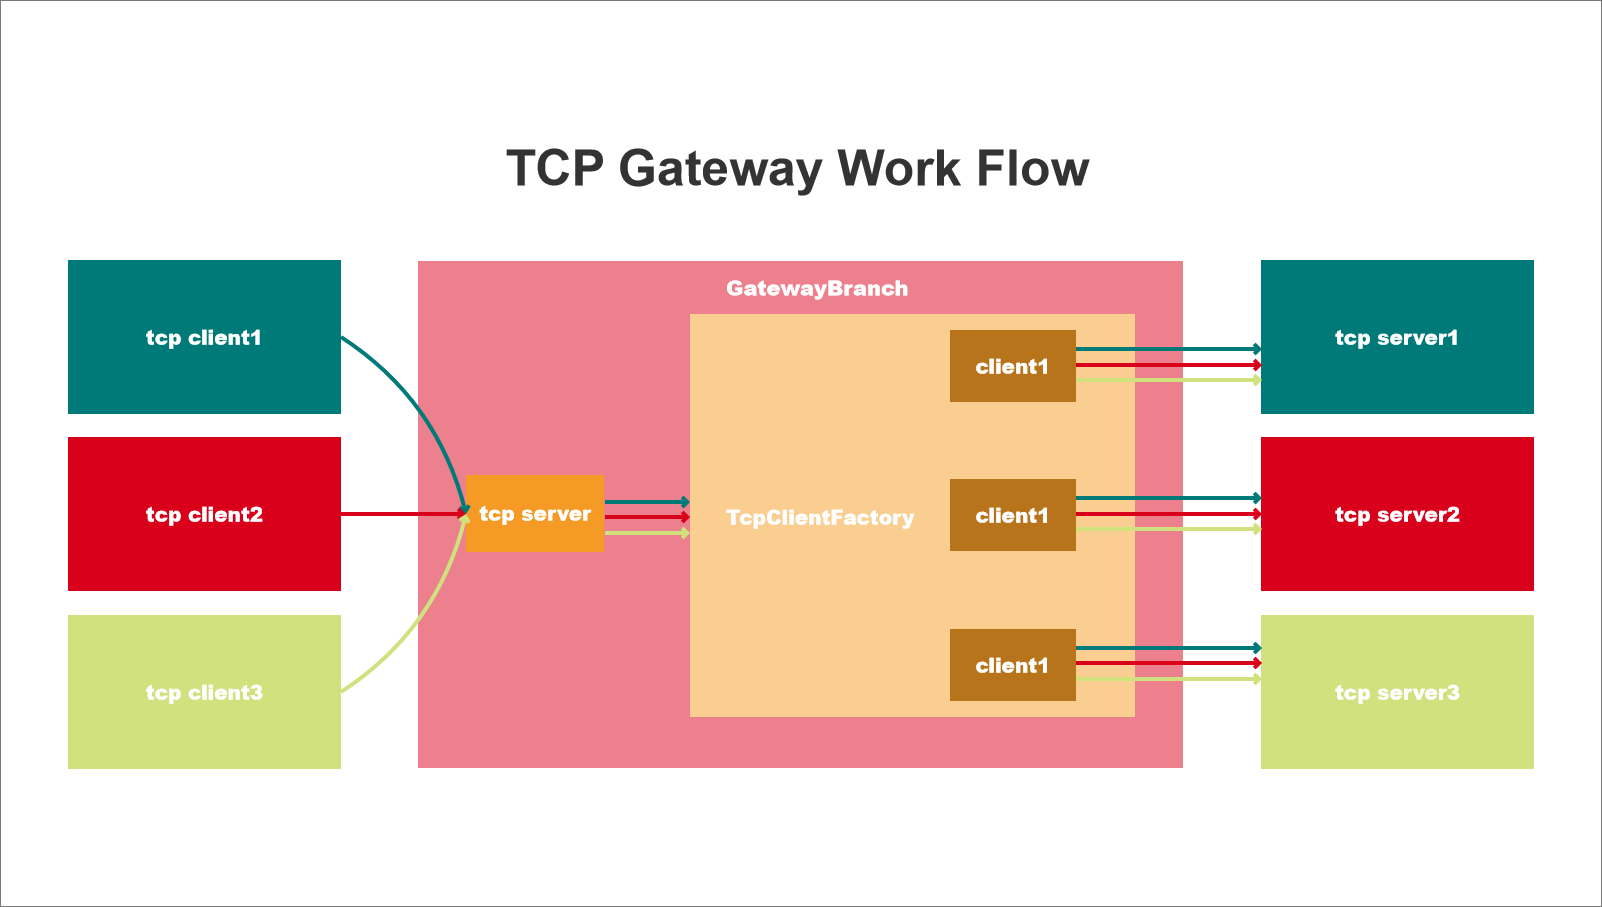 TCP Gateway Work Flow
tcp client1
tcp client2
tcp client3
GatewayBranch
tcp server
TcpClientFactory
client1
client1
client1
tcp server1
tcp server2
tcp server3